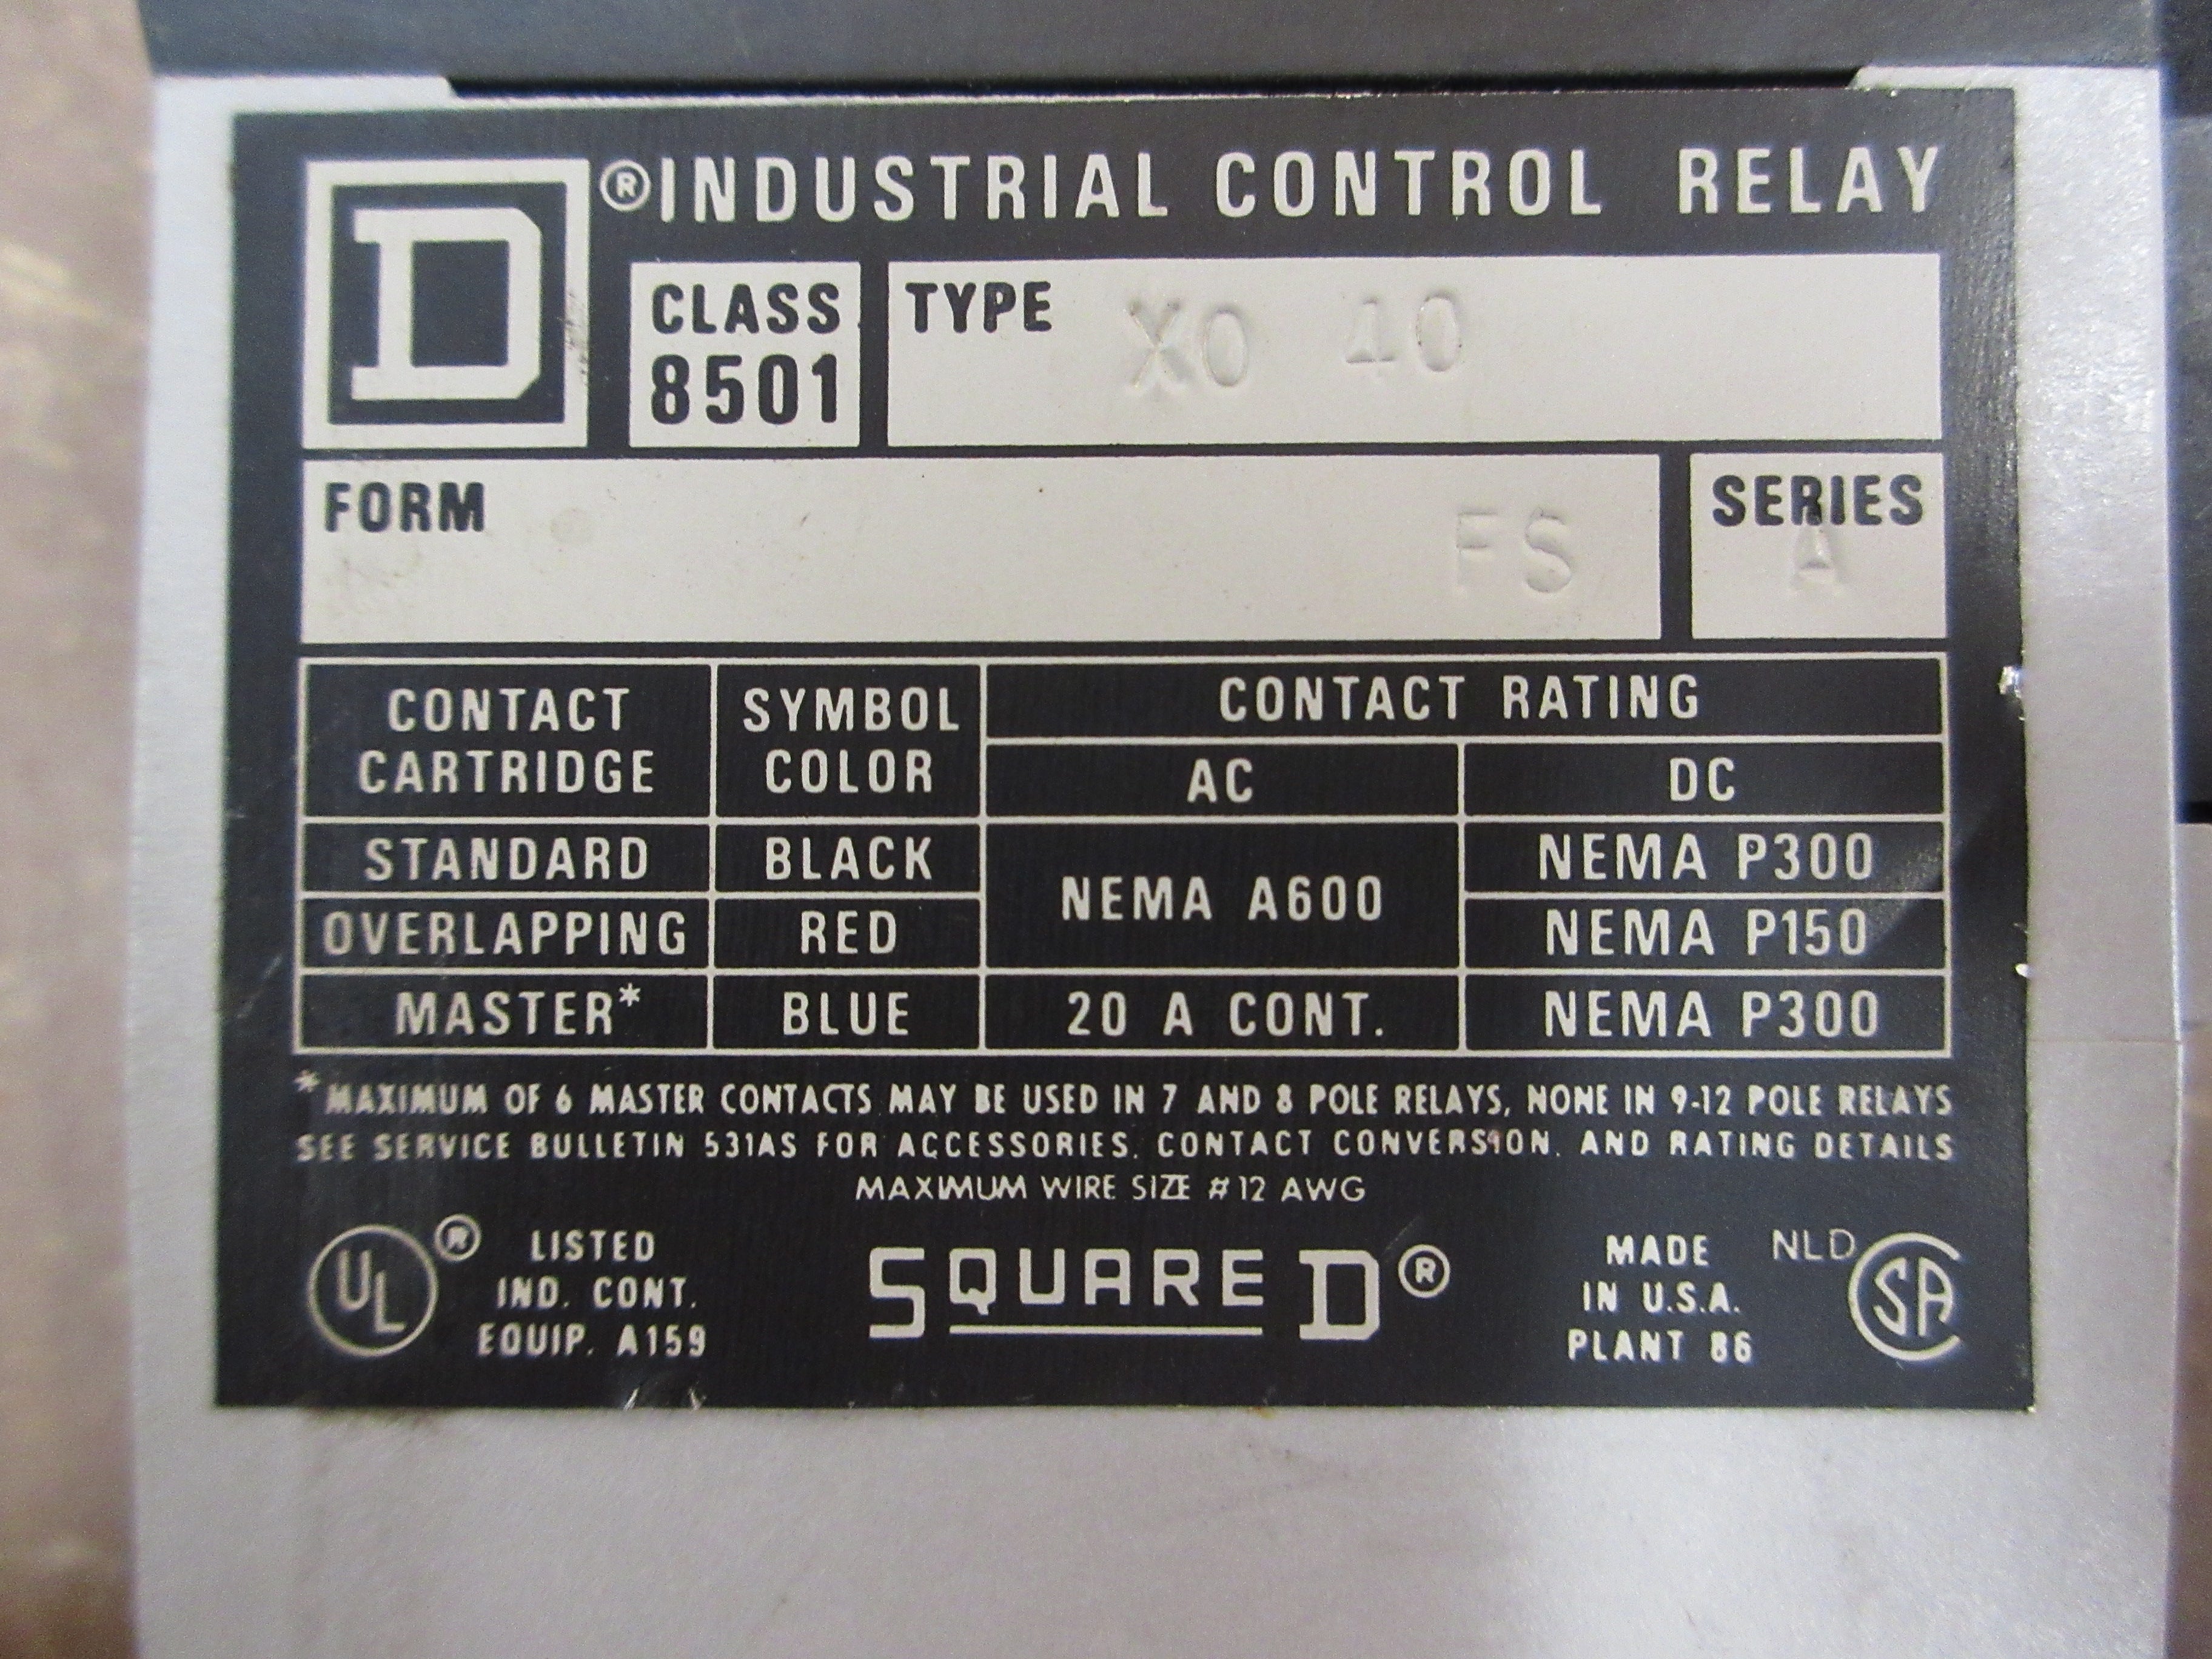 D ® INDUSTRIAL CONTROL RELAY
CLASS 8501
TYPE XO 40
FORM FS
SERIES A
CONTACT CARTRIDGE SYMBOL COLOR CONTACT RATING
AC DC
STANDARD BLACK NEMA A600 NEMA P300
OVERLAPPING RED NEMA P150
MASTER* BLUE 20 A CONT. NEMA P300
*MAXIMUM OF 6 MASTER CONTACTS MAY BE USED IN 7 AND 8 POLE RELAYS, NONE IN 9-12 POLE RELAYS
SEE SERVICE BULLETIN 531AS FOR ACCESSORIES, CONTACT CONVERSION, AND RATING DETAILS
MAXIMUM WIRE SIZE #12 AWG
UL ® LISTED
IND. CONT.
EQUIP. A159
SQUARE D ®
MADE
IN U.S.A.
PLANT 86
NLD SA